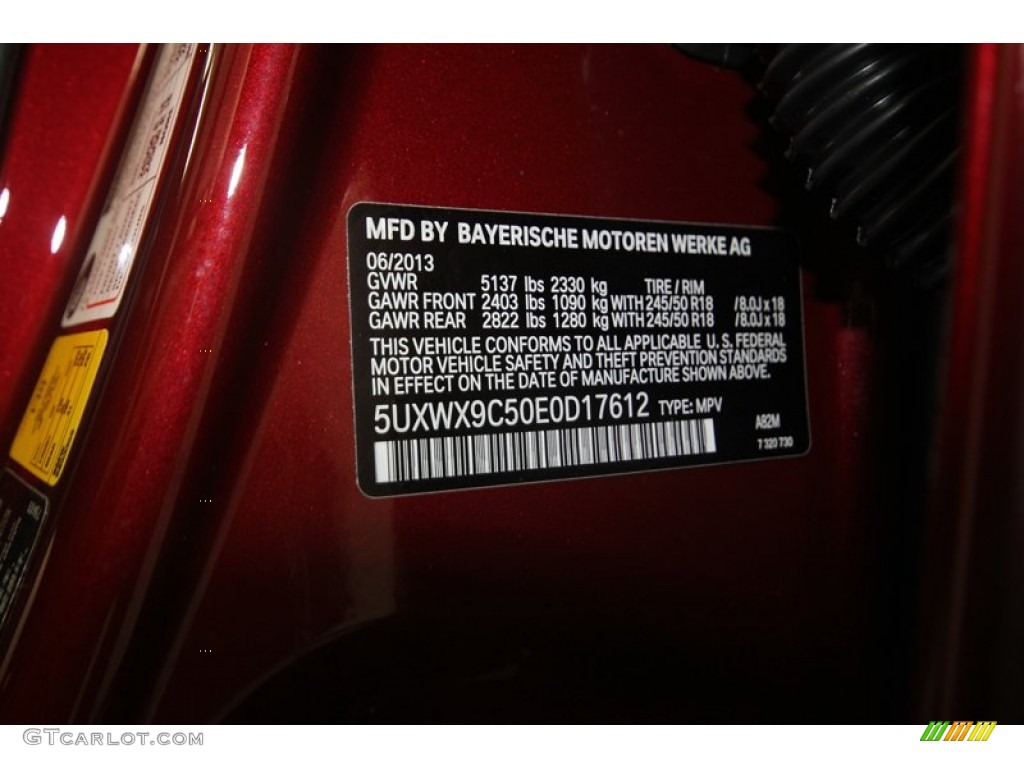 MFD BY BAYERISCHE MOTOREN WERKE AG
06/2013
GVWR 5137 lbs 2330 kg TIRE / RIM
GAWR FRONT 2403 lbs 1090 kg WITH 245/50 R18 /8.0J x 18
GAWR REAR 2822 lbs 1280 kg WITH 245/50 R18 /8.0J x 18
THIS VEHICLE CONFORMS TO ALL APPLICABLE U. S. FEDERAL
MOTOR VEHICLE SAFETY AND THEFT PREVENTION STANDARDS
IN EFFECT ON THE DATE OF MANUFACTURE SHOWN ABOVE.
5UXWX9C50E0D17612 TYPE: MPV
A82M
7 320 730
GTCARLOT.COM